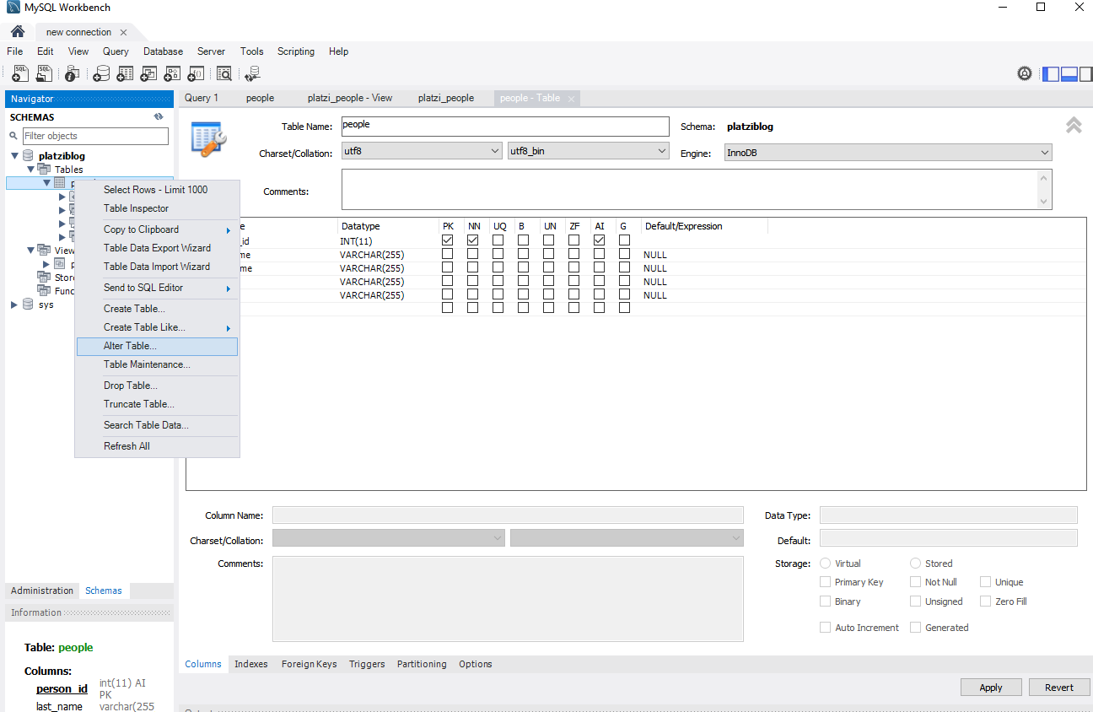 MySQL Workbench
new connection
File Edit View Query Database Server Tools Scripting Help
Navigator
SCHEMAS
Filter objects
platziblog
Tables
View
Stor
Func
sys
Select Rows - Limit 1000
Table Inspector
Copy to Clipboard
Table Data Export Wizard
Table Data Import Wizard
Send to SQL Editor
Create Table...
Create Table Like...
Alter Table...
Table Maintenance...
Drop Table...
Truncate Table...
Search Table Data...
Refresh All
Administration Schemas
Information
Table: people
Columns:
person_id int(11) AI
PK
last_name varchar(255
Query 1 people platzi_people - View platzi_people people - Table
Table Name: people Schema: platziblog
Charset/Collation: utf8 utf8_bin Engine: InnoDB
Comments:
Datatype PK NN UQ B UN ZF AI G Default/Expression
_id INT(11)
me VARCHAR(255) NULL
me VARCHAR(255) NULL
VARCHAR(255) NULL
VARCHAR(255) NULL
Column Name: Data Type:
Charset/Collation: Default:
Comments: Storage: Virtual Stored
Primary Key Not Null Unique
Binary Unsigned Zero Fill
Auto Increment Generated
Columns Indexes Foreign Keys Triggers Partitioning Options
Apply Revert